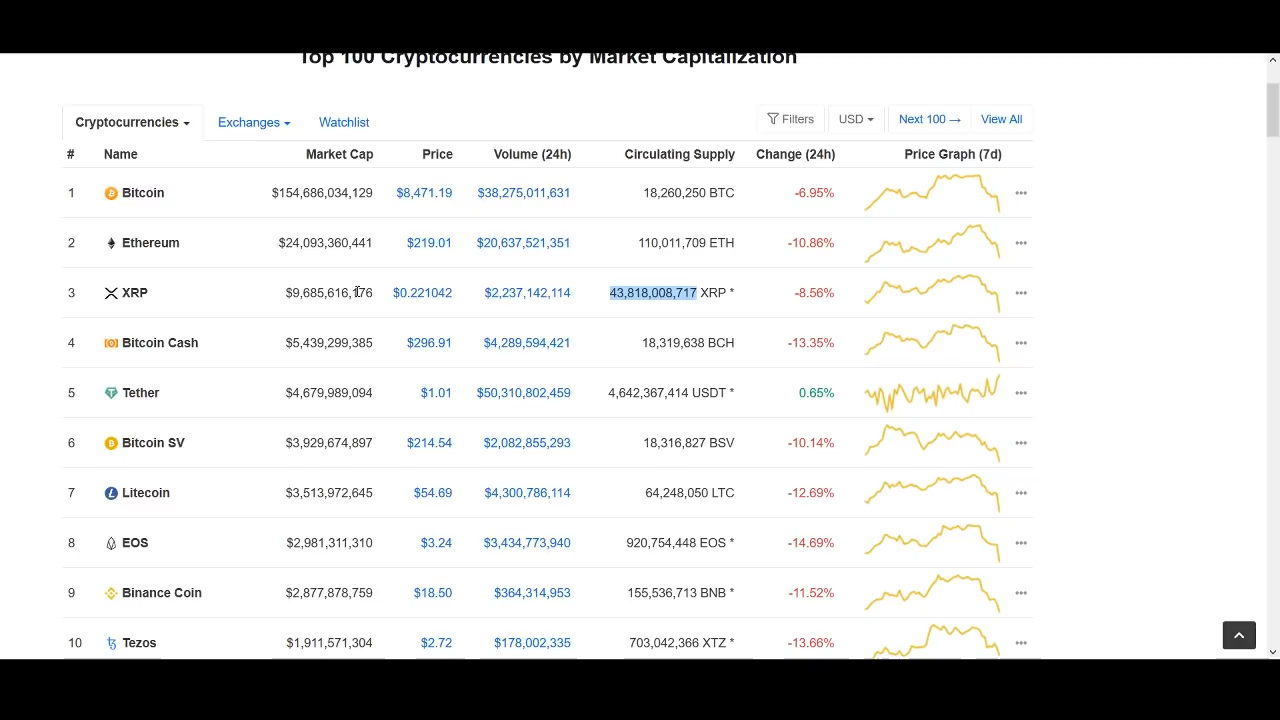 Top 100 Cryptocurrencies by Market Capitalization
Cryptocurrencies Exchanges Watchlist Filters USD Next 100 → View All
# Name Market Cap Price Volume (24h) Circulating Supply Change (24h) Price Graph (7d)
1 Bitcoin $154,686,034,129 $8,471.19 $38,275,011,631 18,260,250 BTC -6.95%
2 Ethereum $24,093,360,441 $219.01 $20,637,521,351 110,011,709 ETH -10.86%
3 XRP $9,685,616,176 $0.221042 $2,237,142,114 43,818,008,717 XRP * -8.56%
4 Bitcoin Cash $5,439,299,385 $296.91 $4,289,594,421 18,319,638 BCH -13.35%
5 Tether $4,679,989,094 $1.01 $50,310,802,459 4,642,367,414 USDT * 0.65%
6 Bitcoin SV $3,929,674,897 $214.54 $2,082,855,293 18,316,827 BSV -10.14%
7 Litecoin $3,513,972,645 $54.69 $4,300,786,114 64,248,050 LTC -12.69%
8 EOS $2,981,311,310 $3.24 $3,434,773,940 920,754,448 EOS * -14.69%
9 Binance Coin $2,877,878,759 $18.50 $364,314,953 155,536,713 BNB * -11.52%
10 Tezos $1,911,571,304 $2.72 $178,002,335 703,042,366 XTZ * -13.66%